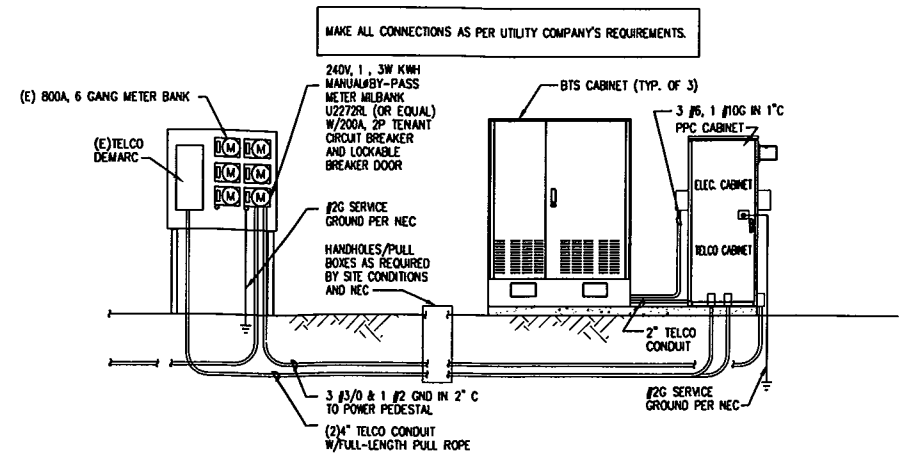 MAKE ALL CONNECTIONS AS PER UTILITY COMPANY'S REQUIREMENTS.
(E) 800A, 6 GANG METER BANK
(E)TELCO
DEMARC
240V, 1 , 3W KWH
MANUAL#BY-PASS
METER MILBANK
U2272RL (OR EQUAL)
W/200A, 2P TENANT
CIRCUIT BREAKER
AND LOCKABLE
BREAKER DOOR
#2G SERVICE
GROUND PER NEC
HANDHOLES/PULL
BOXES AS REQUIRED
BY SITE CONDITIONS
AND NEC
BTS CABINET (TYP. OF 3)
3 #6, 1 #10G IN 1"C
PPC CABINET
ELEC. CABINET
TELCO CABINET
M M
M M
M M
2" TELCO
CONDUIT
#2G SERVICE
GROUND PER NEC
3 #3/0 & 1 #2 GND IN 2" C
TO POWER PEDESTAL
(2)4" TELCO CONDUIT
W/FULL-LENGTH PULL ROPE